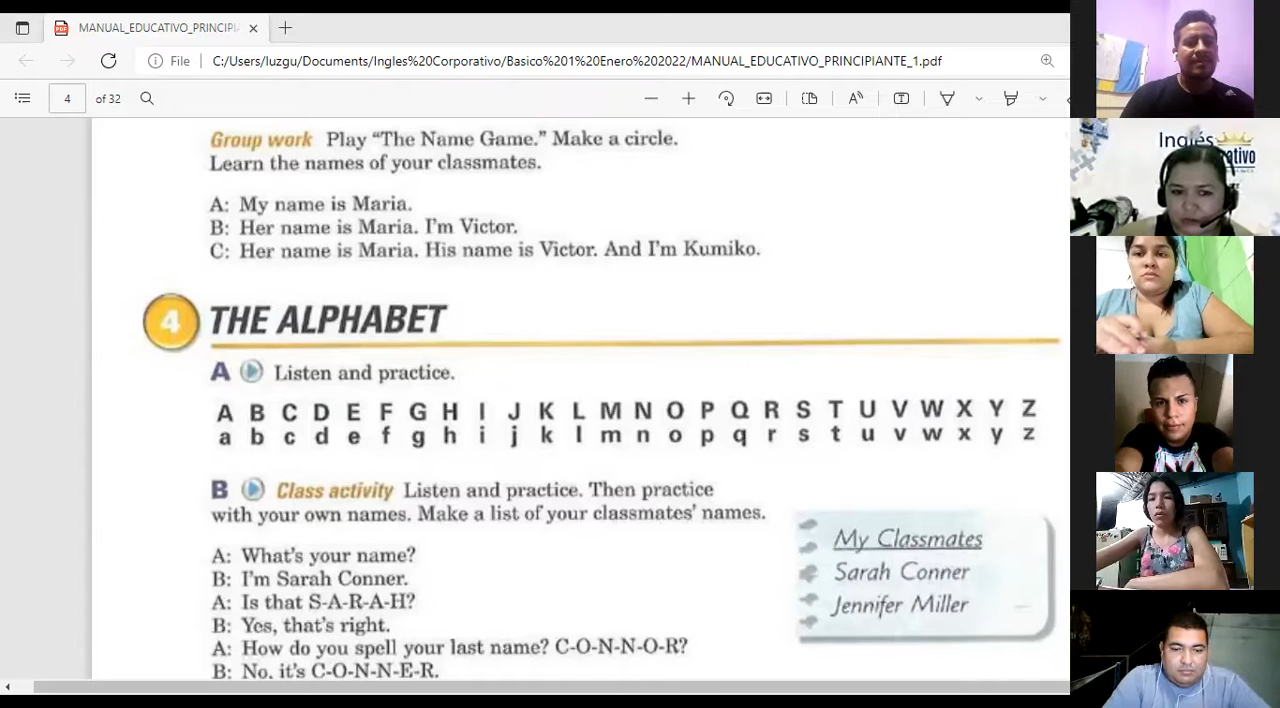 MANUAL_EDUCATIVO_PRINCIPI
File
C:/Users/luzgu/Documents/Ingles%20Corporativo/Basico%201%20Enero%202022/MANUAL_EDUCATIVO_PRINCIPIANTE_1.pdf
4 of 32
Group work Play “The Name Game.” Make a circle.
Learn the names of your classmates.
A: My name is Maria.
B: Her name is Maria. I’m Victor.
C: Her name is Maria. His name is Victor. And I’m Kumiko.
4 THE ALPHABET
A Listen and practice.
A B C D E F G H I J K L M N O P Q R S T U V W X Y Z
a b c d e f g h i j k l m n o p q r s t u v w x y z
B Class activity Listen and practice. Then practice
with your own names. Make a list of your classmates’ names.
A: What’s your name?
B: I’m Sarah Conner.
A: Is that S-A-R-A-H?
B: Yes, that’s right.
A: How do you spell your last name? C-O-N-N-O-R?
B: No, it’s C-O-N-N-E-R.
My Classmates
Sarah Conner
Jennifer Miller
Inglés